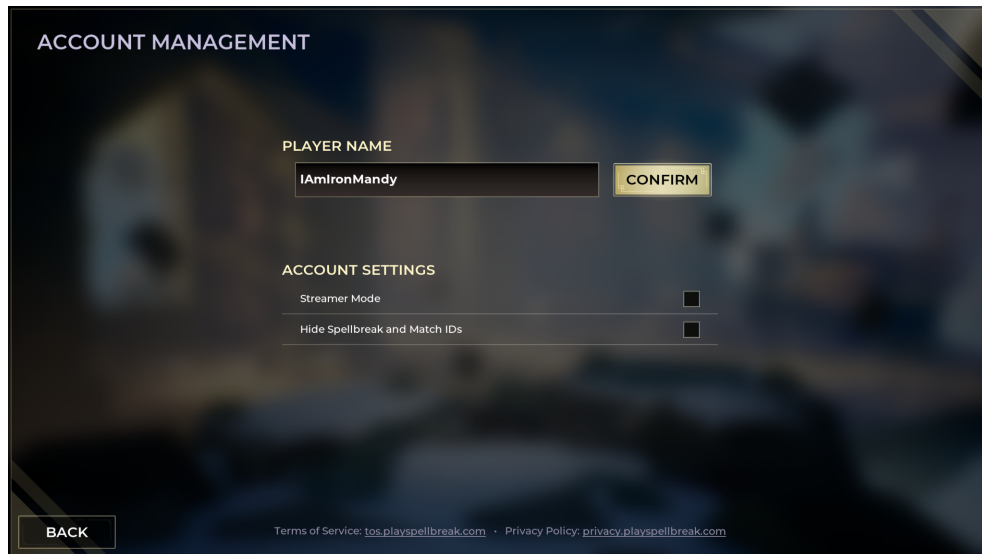 ACCOUNT MANAGEMENT
PLAYER NAME
IAmIronMandy CONFIRM
ACCOUNT SETTINGS
Streamer Mode
Hide Spellbreak and Match IDs
BACK Terms of Service: tos.playspellbreak.com • Privacy Policy: privacy.playspellbreak.com